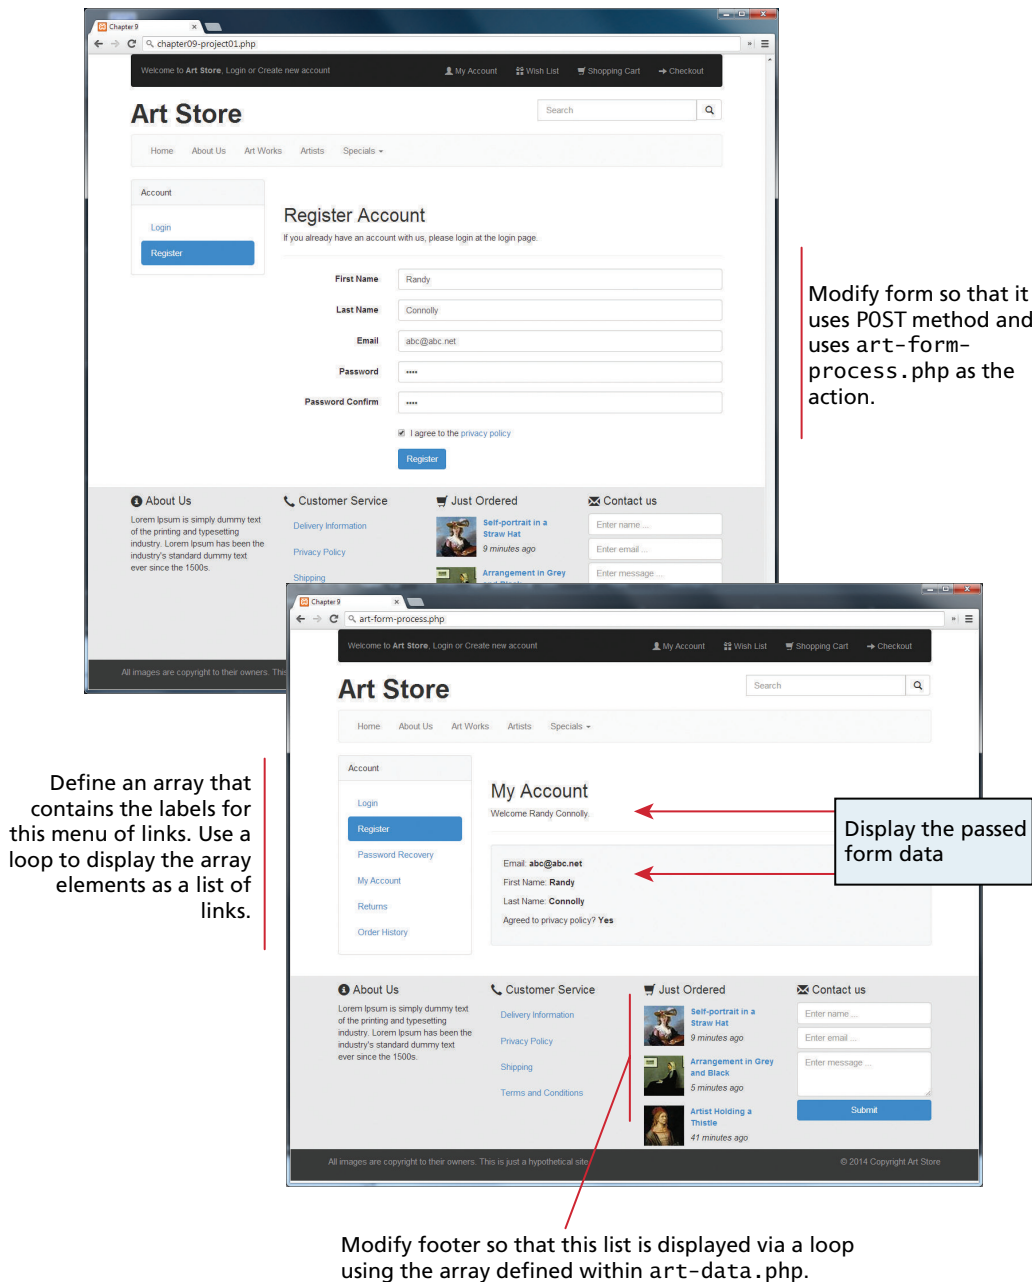 Chapter 9
chapter09-project01.php
Welcome to Art Store, Login or Create new account
My Account
Wish List
Shopping Cart
Checkout
Art Store
Search
Home
About Us
Art Works
Artists
Specials
Account
Login
Register
Register Account
If you already have an account with us, please login at the login page.
First Name
Randy
Last Name
Connolly
Email
abc@abc.net
Password
••••
Password Confirm
••••
I agree to the privacy policy
Register
About Us
Lorem Ipsum is simply dummy text
of the printing and typesetting
industry. Lorem Ipsum has been the
industry's standard dummy text
ever since the 1500s.
Customer Service
Delivery Information
Privacy Policy
Shipping
Just Ordered
Self-portrait in a
Straw Hat
9 minutes ago
Arrangement in Grey
Contact us
Enter name ...
Enter email ...
Enter message
All images are copyright to their owners.
Modify form so that it
uses POST method and
uses art-form-
process.php as the
action.
Chapter 9
art-form-process.php
Welcome to Art Store, Login or Create new account
My Account
Wish List
Shopping Cart
Checkout
Art Store
Search
Home
About Us
Art Works
Artists
Specials
Account
Login
Register
Password Recovery
My Account
Returns
Order History
My Account
Welcome Randy Connolly.
Email: abc@abc.net
First Name: Randy
Last Name: Connolly
Agreed to privacy policy? Yes
Define an array that
contains the labels for
this menu of links. Use a
loop to display the array
elements as a list of
links.
Display the passed
form data
About Us
Lorem Ipsum is simply dummy text
of the printing and typesetting
industry. Lorem Ipsum has been the
industry's standard dummy text
ever since the 1500s.
Customer Service
Delivery Information
Privacy Policy
Shipping
Terms and Conditions
Just Ordered
Self-portrait in a
Straw Hat
9 minutes ago
Arrangement in Grey
and Black
5 minutes ago
Artist Holding a
Thistle
41 minutes ago
Contact us
Enter name ...
Enter email ...
Enter message ...
Submit
All images are copyright to their owners. This is just a hypothetical site
© 2014 Copyright Art Store
Modify footer so that this list is displayed via a loop
using the array defined within art-data.php.